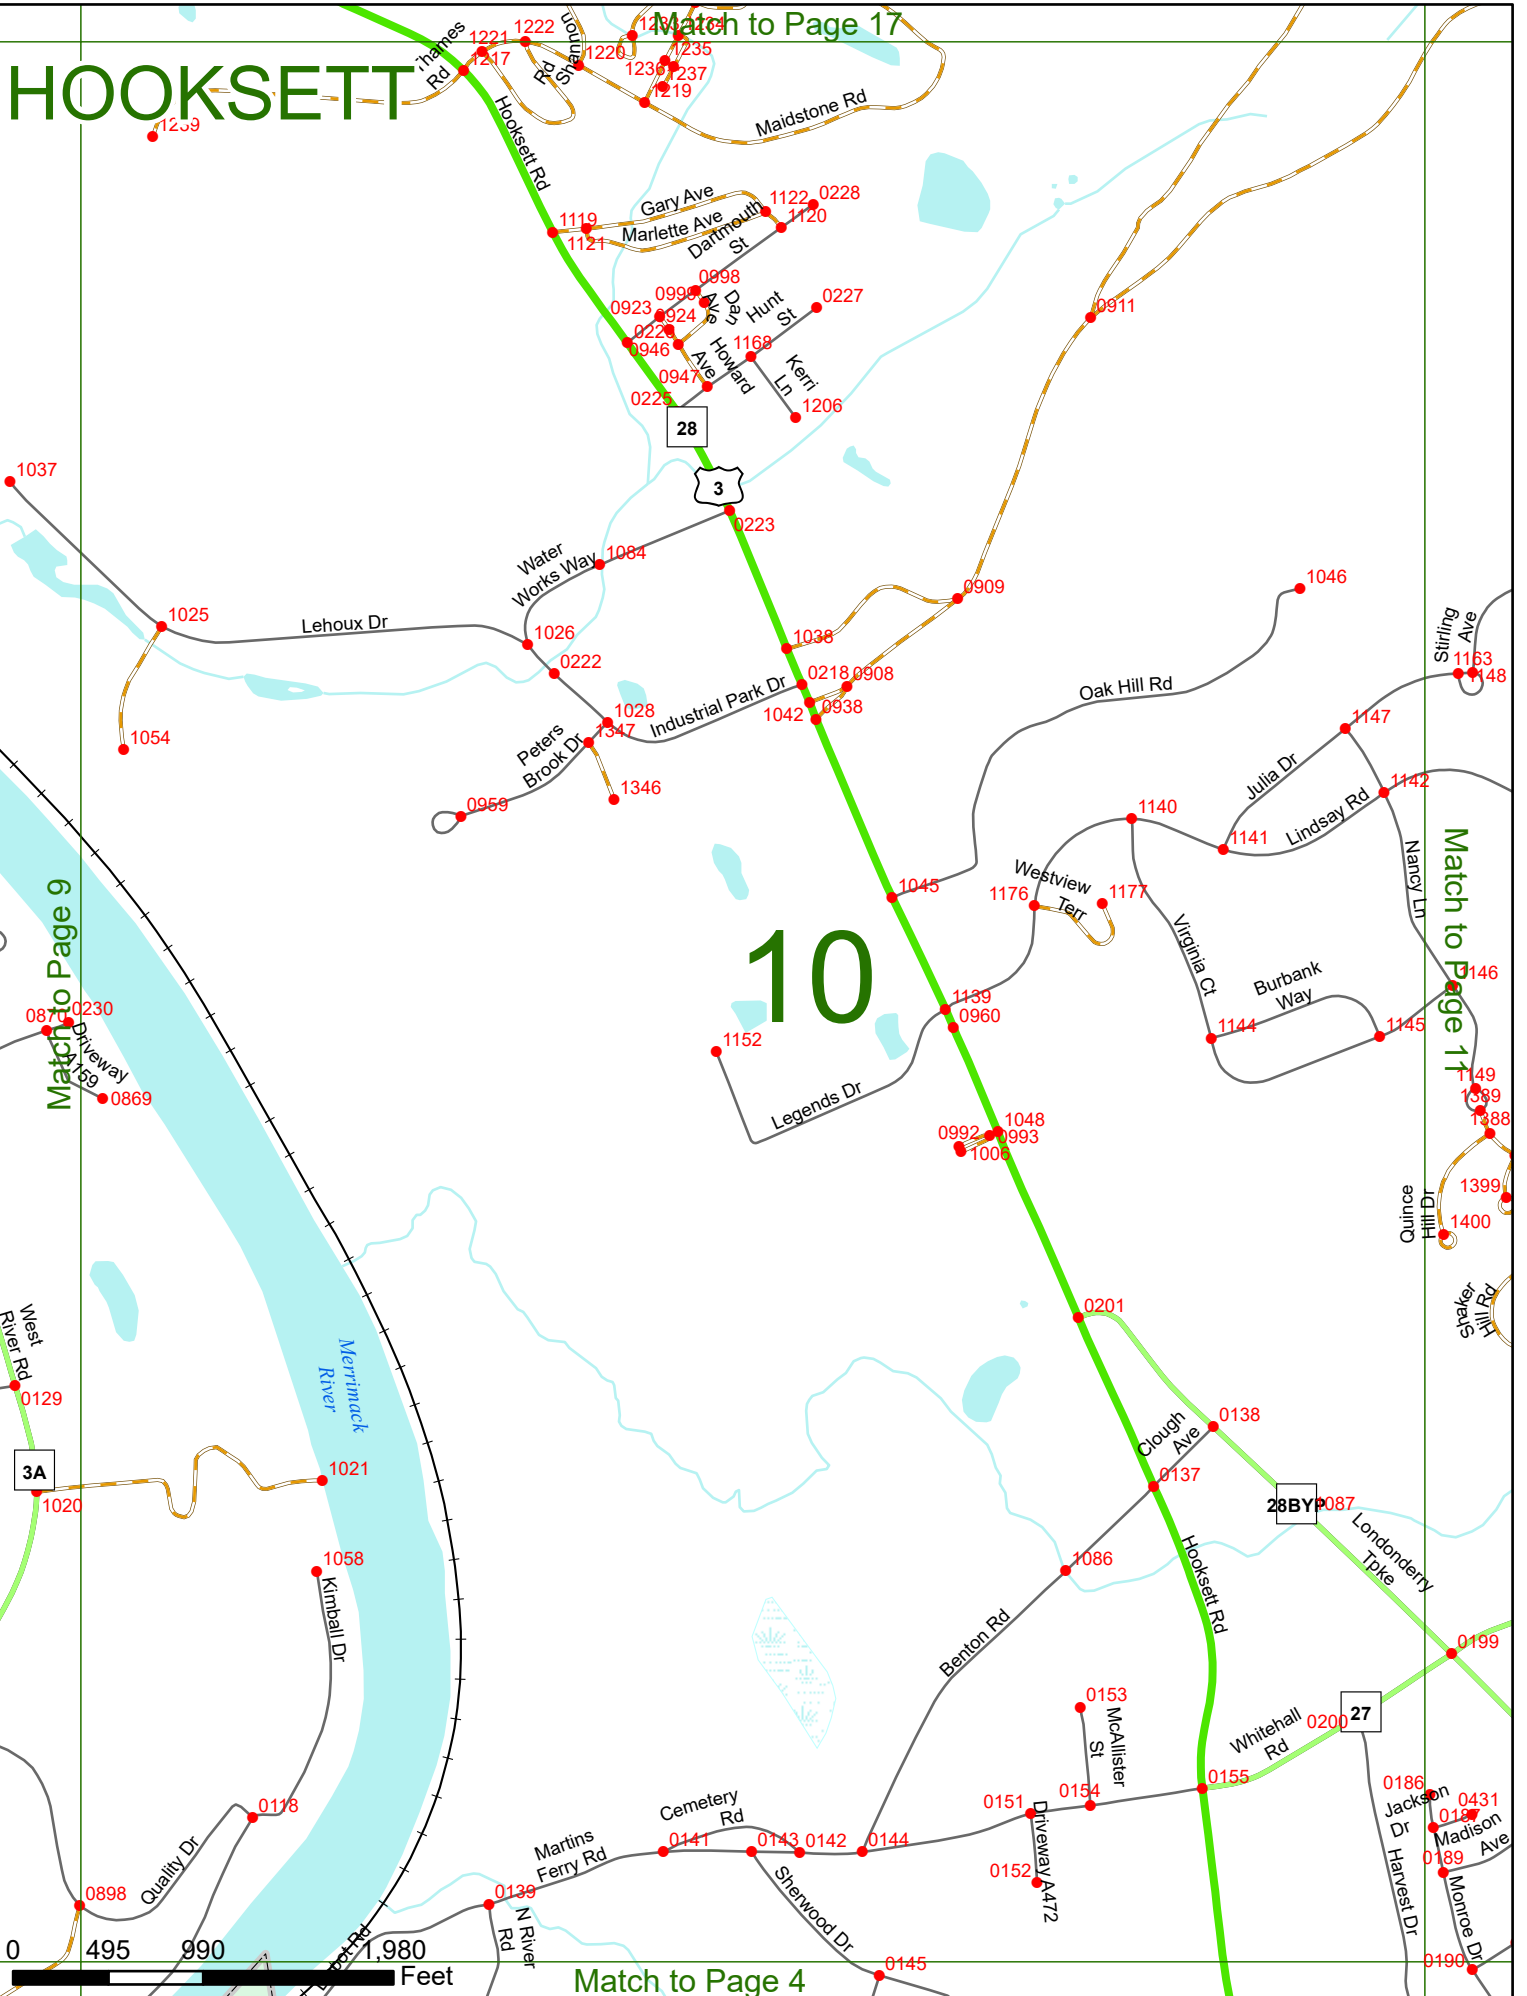 Match to Page 17
HOOKSETT
Thames
Rd
1221
1222
1217
Rd
1220
1233
1234
1235
1236
1237
1219
1239
Maidstone Rd
Hooksett Rd
Gary Ave
Marlette Ave
1119
1121
1122
0228
1120
Dartmouth
St
0998
0999
0923
0924
0946
Dan
Ave
Hunt
St
0227
1168
Howard
Ave
0947
0225
Kerri
Ln
1206
28
3
0911
1037
0223
Water
Works Way
1084
1025
Lehoux Dr
1026
0222
0909
1046
1038
0218
0908
0938
1042
Industrial Park Dr
Oak Hill Rd
Stirling
Ave
1163
1148
1054
1028
1347
Peters
Brook Dr
1346
0959
1147
Julia Dr
1142
Lindsay Rd
1140
1141
Nancy Ln
Match to Page 11
Match to Page 9
1045
Westview
Terr
1176
1177
Virginia Ct
10
Burbank
Way
1146
1139
0960
1144
1145
0870
0230
Driveway
A159
0869
1152
Legends Dr
1149
1389
1388
1048
0992
0993
1006
1399
Quince
Hill Dr
1400
Shaker
Hill Rd
0201
West
River Rd
0129
Merrimack
River
3A
1020
1021
Clough
Ave
0138
0137
28BYP
1087
Londonderry
Tpke
1058
Kimball Dr
1086
Hooksett Rd
Benton Rd
0199
0153
McAllister
St
27
0200
Whitehall
Rd
0155
0154
0151
Driveway A472
0152
0186
Jackson
Dr
0431
0187
Madison
Ave
0189
Harvest Dr
Monroe Dr
0190
0118
Quality Dr
0898
Cemetery
Rd
Martins
Ferry Rd
0141
0143
0142
0144
0139
N River
Rd
Sherwood Dr
0145
0 495 990 1,980
Feet
Match to Page 4